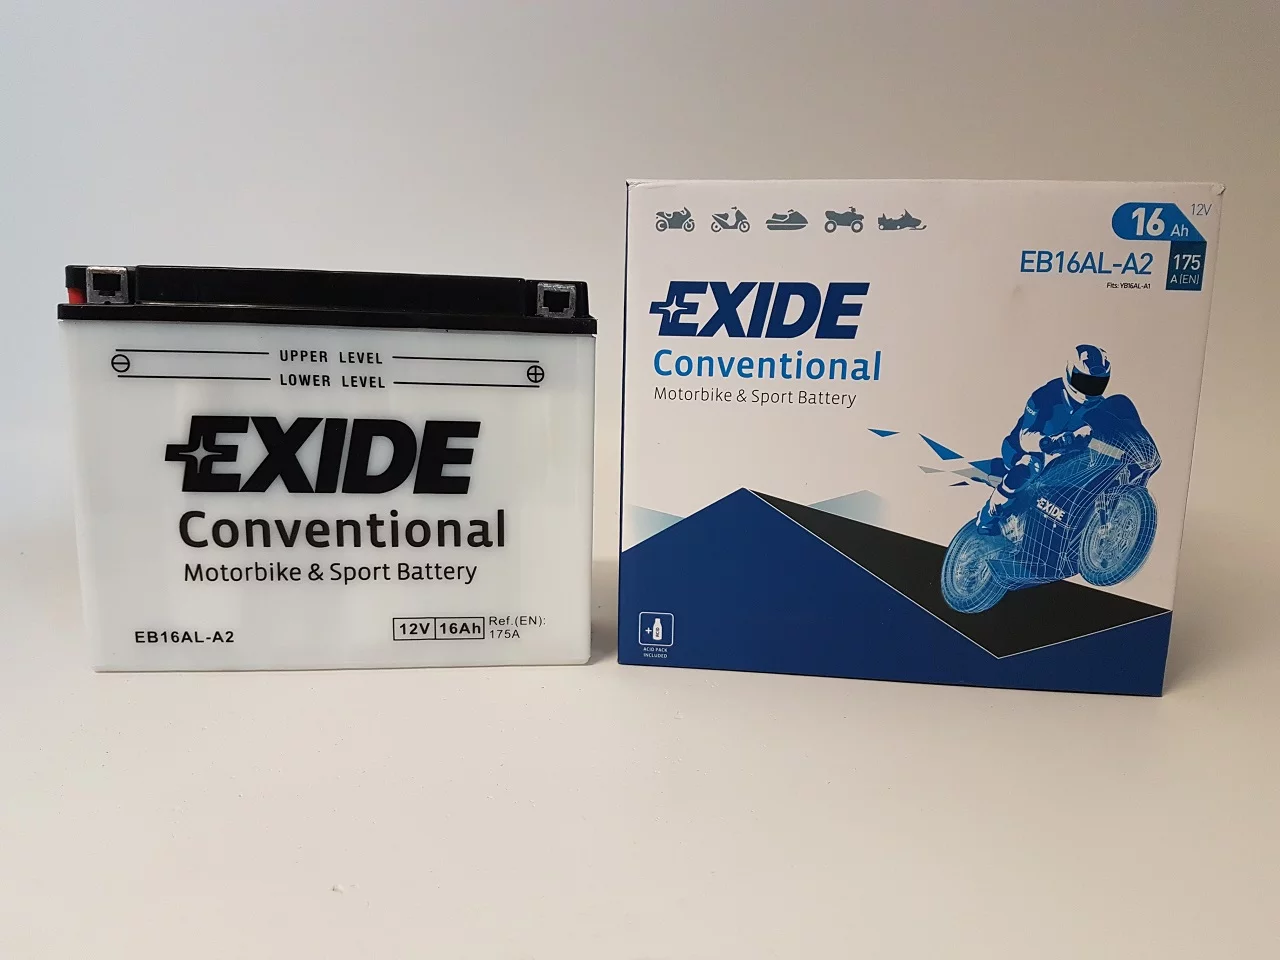 UPPER LEVEL
LOWER LEVEL
EXIDE
Conventional
Motorbike & Sport Battery
EB16AL-A2
12V 16Ah Ref.(EN):
175A
16 Ah 12V
EB16AL-A2 175
A (EN)
Fits: YB16AL-A1
EXIDE
Conventional
Motorbike & Sport Battery
EXIDE
ACID PACK
INCLUDED